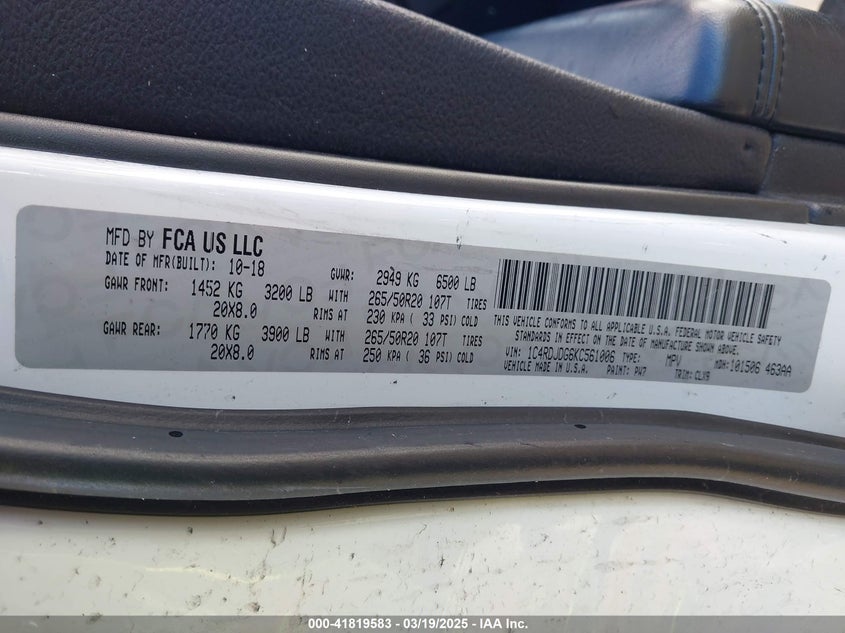 MFD BY FCA US LLC
DATE OF MFR(BUILT): 10-18 GVWR: 2949 KG 6500 LB
GAWR FRONT: 1452 KG 3200 LB WITH 265/50R20 107T TIRES
20X8.0 RIMS AT 230 KPA ( 33 PSI) COLD
GAWR REAR: 1770 KG 3900 LB WITH 265/50R20 107T TIRES
20X8.0 RIMS AT 250 KPA ( 36 PSI) COLD
THIS VEHICLE CONFORMS TO ALL APPLICABLE U.S.A. FEDERAL MOTOR VEHICLE SAFETY
STANDARDS IN EFFECT ON THE DATE OF MANUFACTURE SHOWN ABOVE.
VIN: 1C4RDJDG6KC561006 TYPE: MPV MDH: 101506 463AA
VEHICLE MADE IN U.S.A. PAINT: PW7 TRIM: CLX9
000-41819583 - 03/19/2025 - IAA Inc.